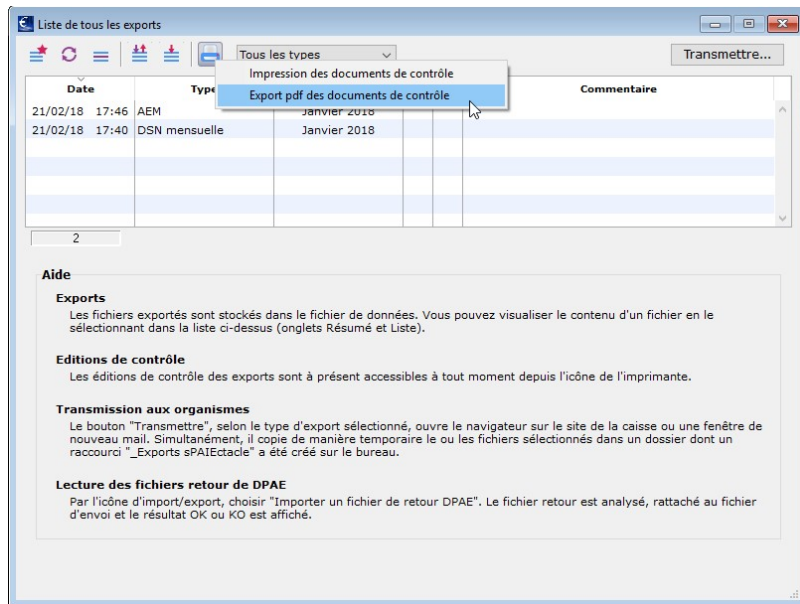 Liste de tous les exports
Tous les types
Transmettre...
Impression des documents de contrôle
Export pdf des documents de contrôle
Date Commentaire
21/02/18 17:46 AEM Janvier 2018
21/02/18 17:40 DSN mensuelle Janvier 2018
2
Aide
Exports
Les fichiers exportés sont stockés dans le fichier de données. Vous pouvez visualiser le contenu d'un fichier en le
sélectionnant dans la liste ci-dessus (onglets Résumé et Liste).
Editions de contrôle
Les éditions de contrôle des exports sont à présent accessibles à tout moment depuis l'icône de l'imprimante.
Transmission aux organismes
Le bouton "Transmettre", selon le type d'export sélectionné, ouvre le navigateur sur le site de la caisse ou une fenêtre de
nouveau mail. Simultanément, il copie de manière temporaire le ou les fichiers sélectionnés dans un dossier dont un
raccourci "_Exports sPAIEctacle" a été créé sur le bureau.
Lecture des fichiers retour de DPAE
Par l'icône d'import/export, choisir "Importer un fichier de retour DPAE". Le fichier retour est analysé, rattaché au fichier
d'envoi et le résultat OK ou KO est affiché.